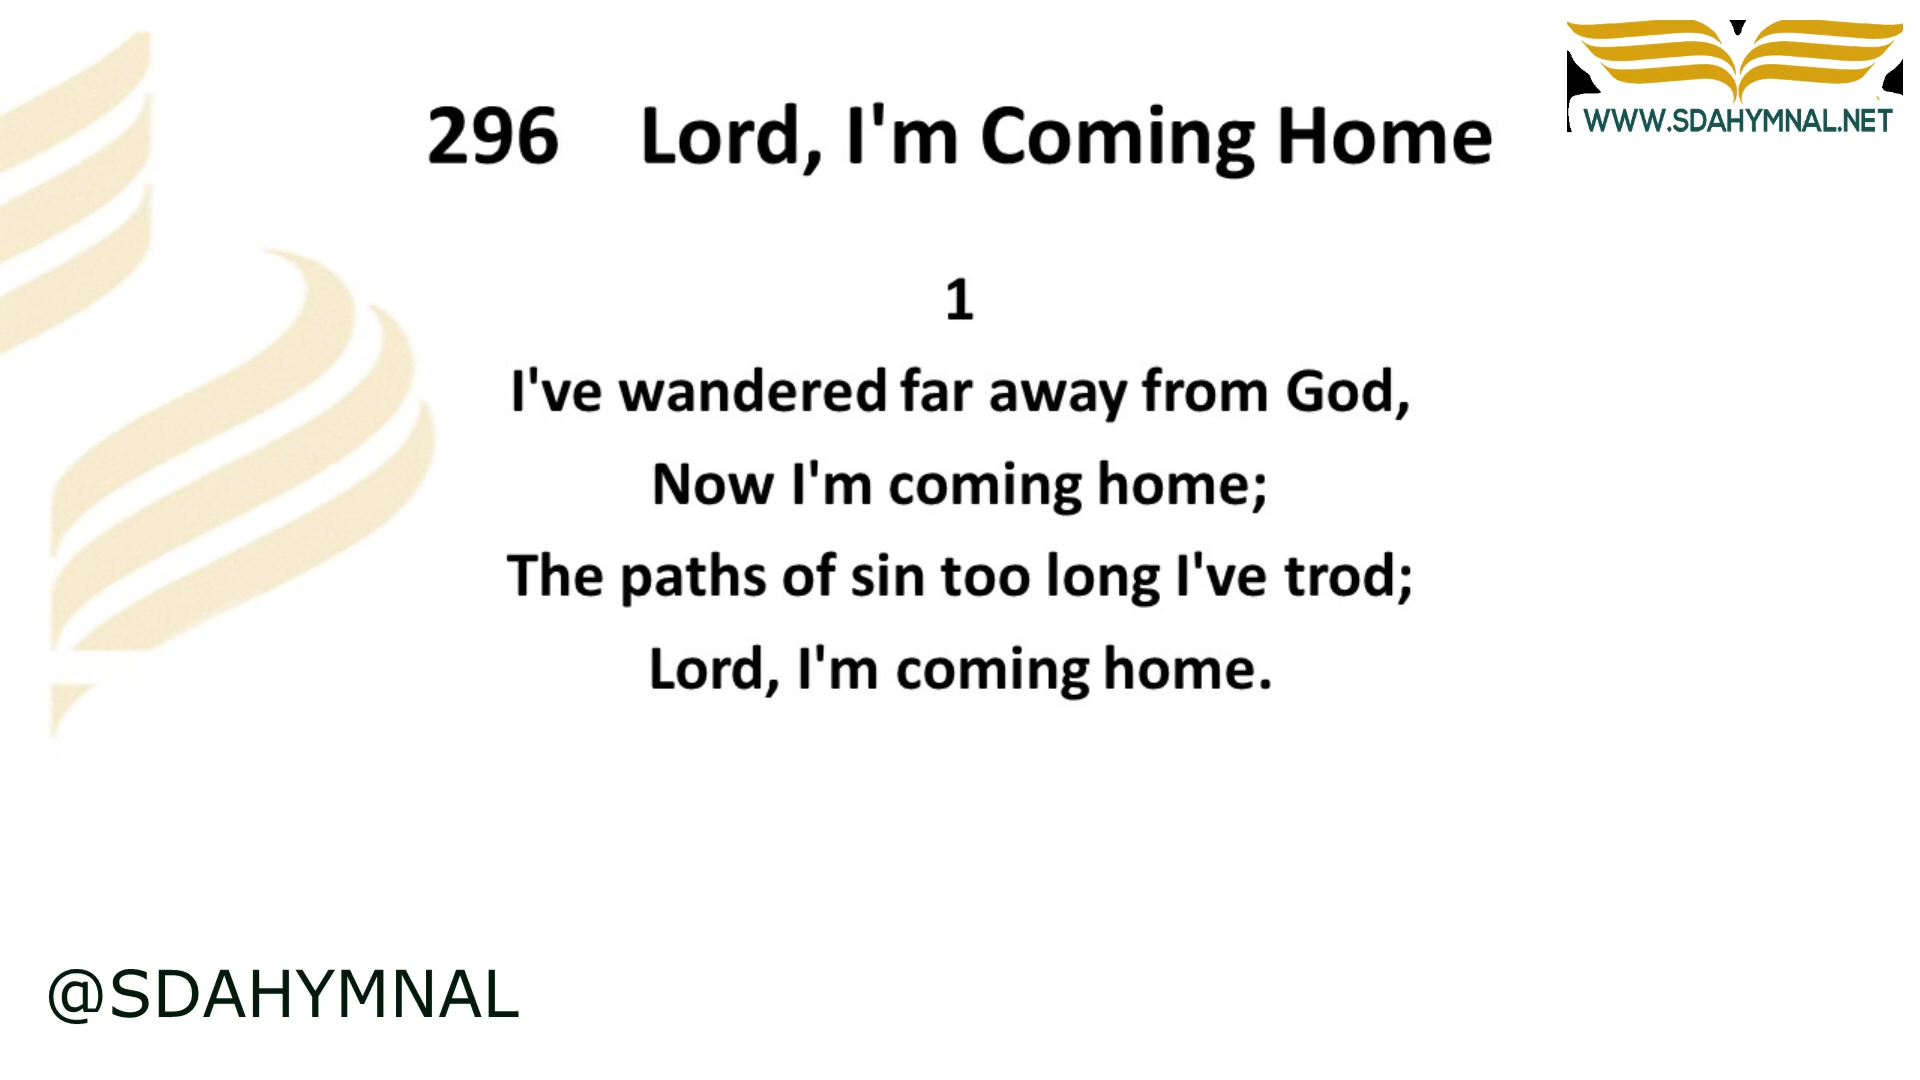 WWW.SDAHYMNAL.NET
296 Lord, I'm Coming Home
1
I've wandered far away from God,
Now I'm coming home;
The paths of sin too long I've trod;
Lord, I'm coming home.
@SDAHYMNAL